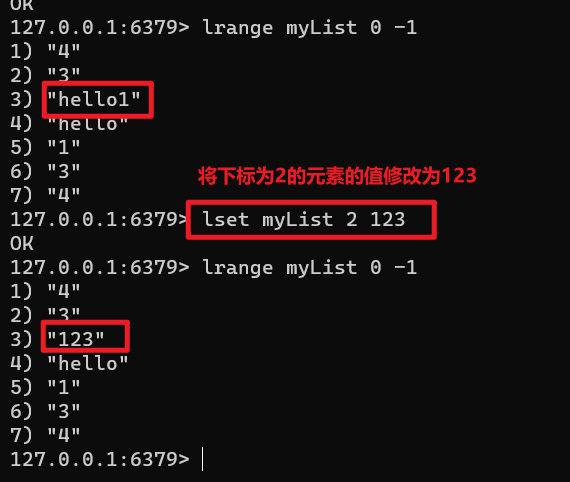 OK
127.0.0.1:6379> lrange myList 0 -1
1) "4"
2) "3"
3) "hello1"
4) "hello"
5) "1"
6) "3"
7) "4"
将下标为2的元素的值修改为123
127.0.0.1:6379> lset myList 2 123
OK
127.0.0.1:6379> lrange myList 0 -1
1) "4"
2) "3"
3) "123"
4) "hello"
5) "1"
6) "3"
7) "4"
127.0.0.1:6379>